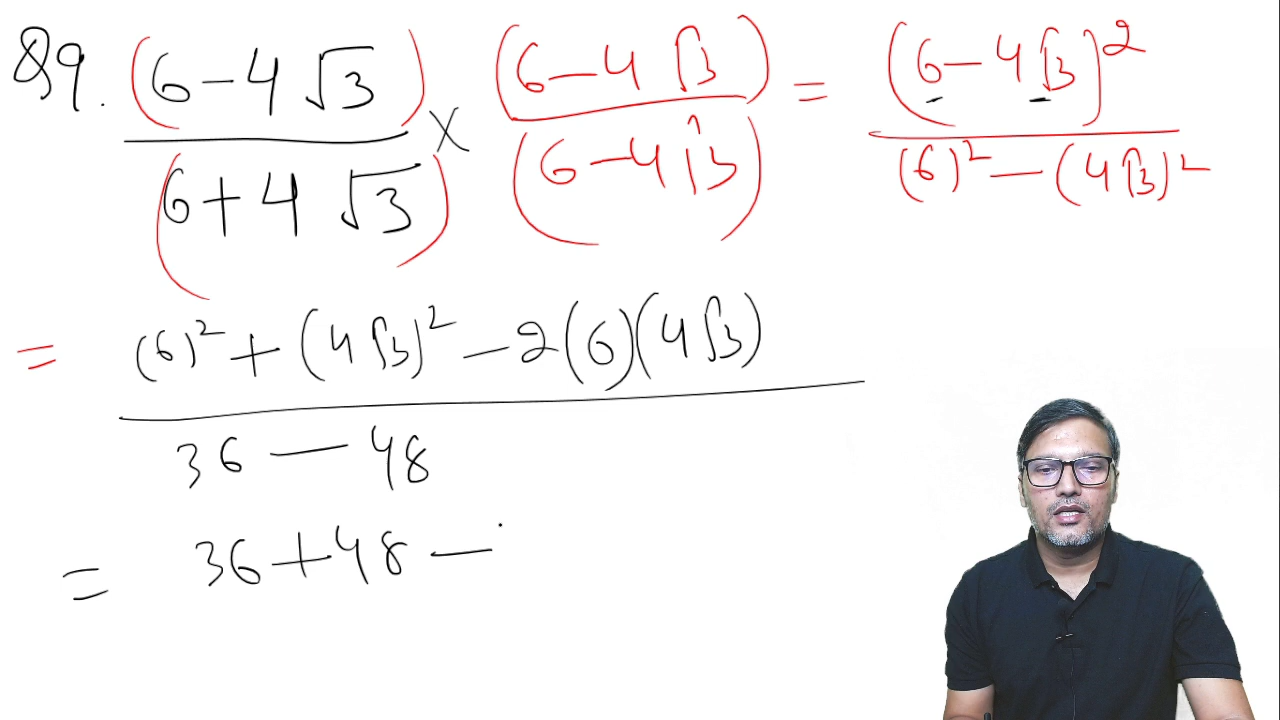 Q9. (6-4√3)/(6+4√3) × (6-4√3)/(6-4√3) = (6-4√3)²/((6)²-(4√3)²)
= ((6)²+(4√3)²-2(6)(4√3))/(36-48)
= 36+48-